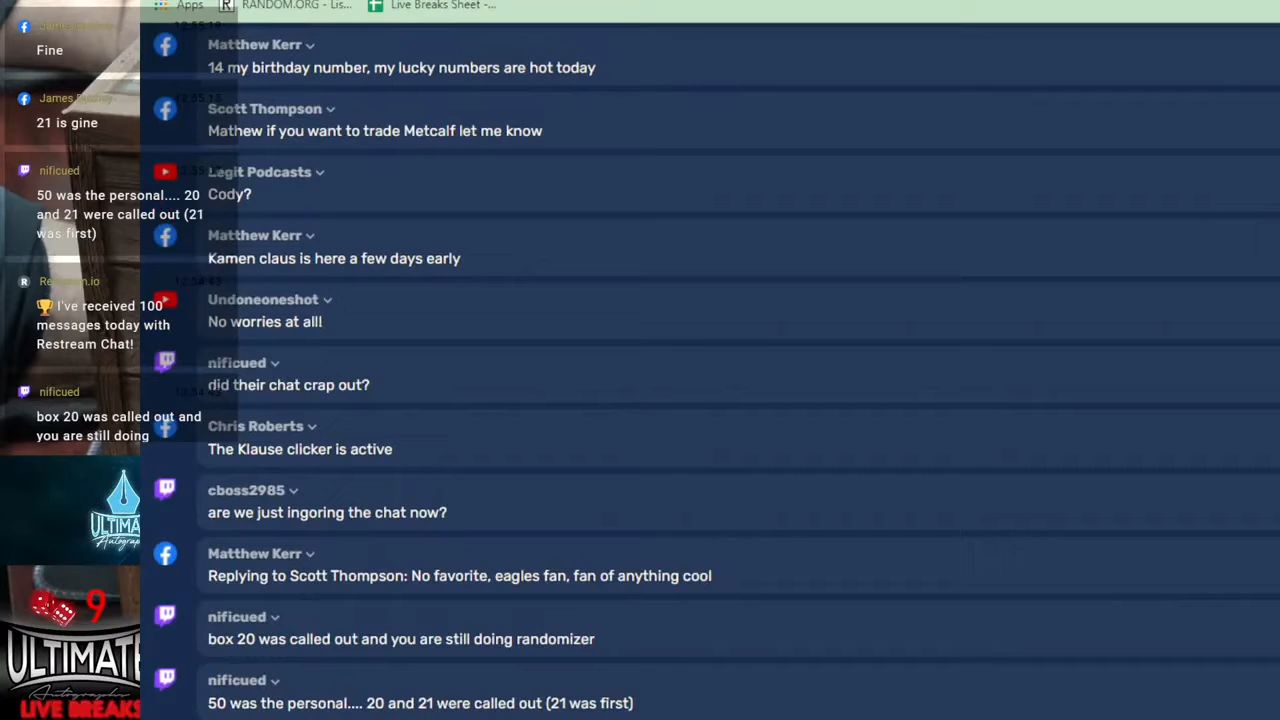 Apps
RANDOM.ORG - Lis...
Live Breaks Sheet -...
Fine
21 is gine
nificued
50 was the personal.... 20
and 21 were called out (21
was first)
Restream.io
🏆 I've received 100
messages today with
Restream Chat!
nificued
box 20 was called out and
you are still doing
ULTIMATE
9
ULTIMATE
Autographs
LIVE BREAKS
Matthew Kerr
14 my birthday number, my lucky numbers are hot today
Scott Thompson
Mathew if you want to trade Metcalf let me know
Legit Podcasts
Cody?
Matthew Kerr
Kamen claus is here a few days early
Undoneoneshot
No worries at alll
nificued
did their chat crap out?
Chris Roberts
The Klause clicker is active
cboss2985
are we just ingoring the chat now?
Matthew Kerr
Replying to Scott Thompson: No favorite, eagles fan, fan of anything cool
nificued
box 20 was called out and you are still doing randomizer
nificued
50 was the personal.... 20 and 21 were called out (21 was first)